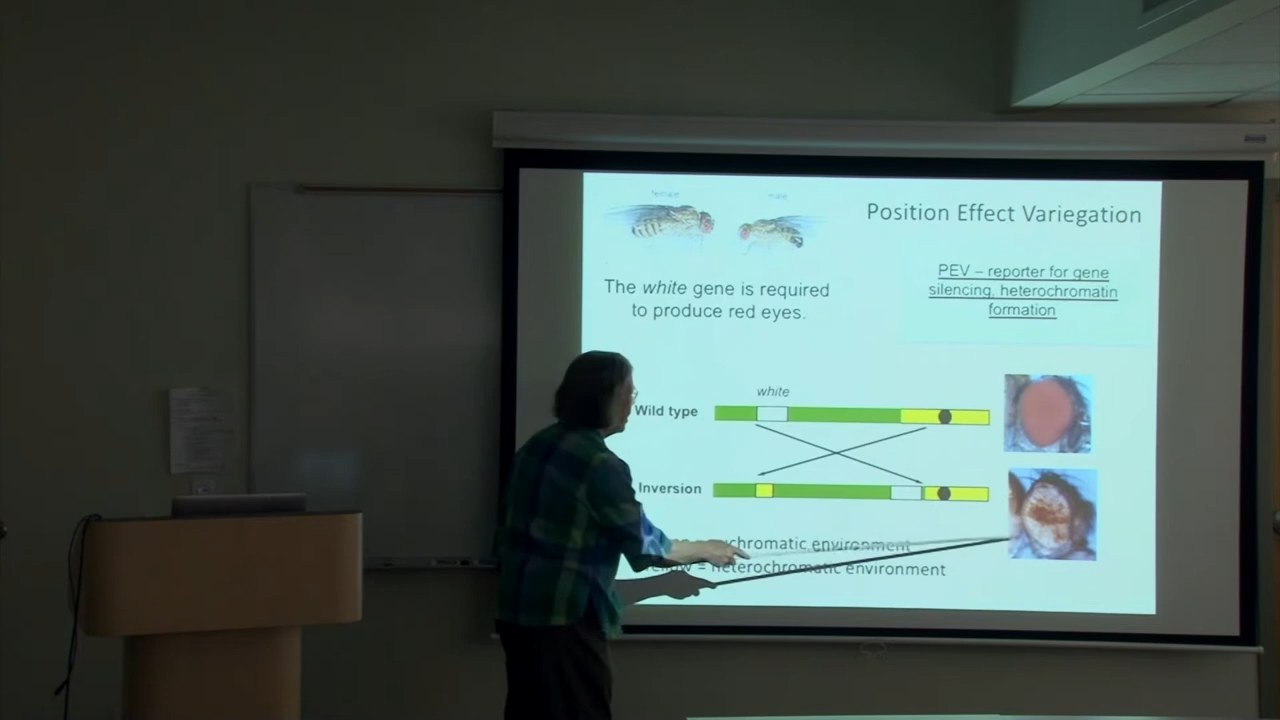 female
male
Position Effect Variegation
The white gene is required
to produce red eyes.
PEV – reporter for gene
silencing, heterochromatin
formation
white
Wild type
Inversion
environment
= heterochromatic environment